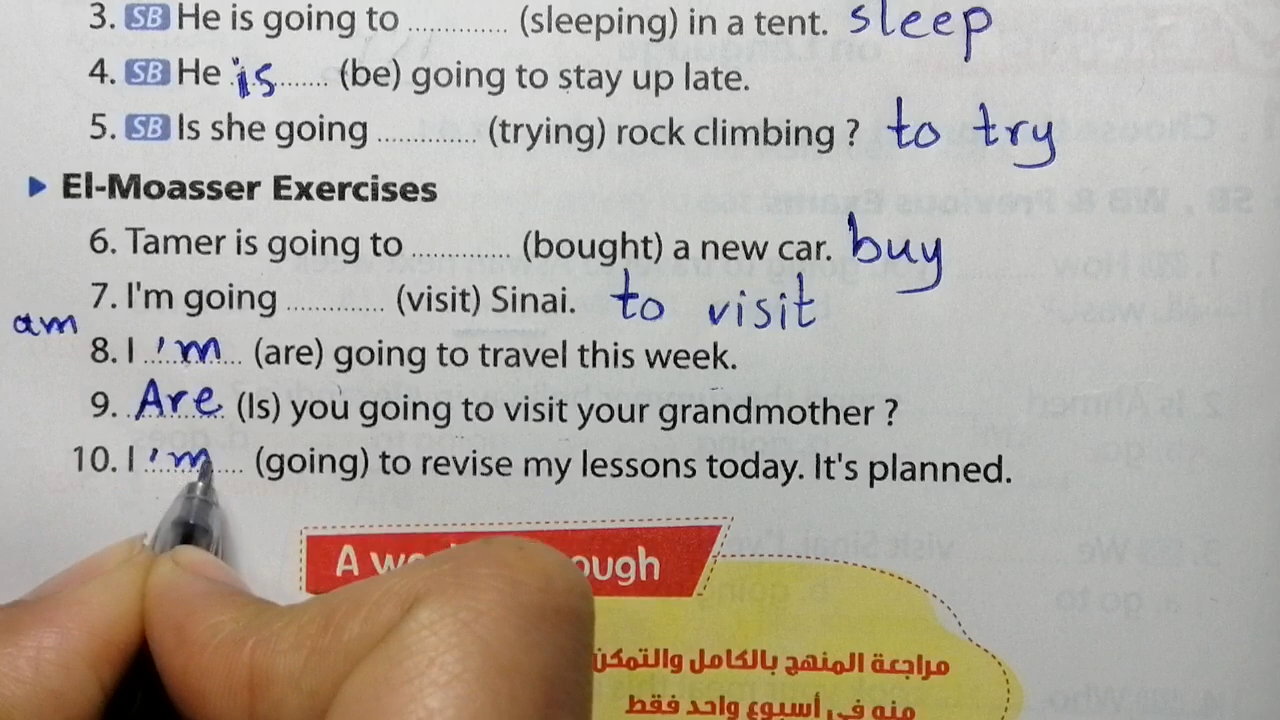 3. SB He is going to ............. (sleeping) in a tent. sleep
4. SB He is (be) going to stay up late.
5. SB Is she going ............. (trying) rock climbing ? to try
El-Moasser Exercises
6. Tamer is going to ............. (bought) a new car. buy
7. I'm going ............. (visit) Sinai. to visit
am
8. I 'm (are) going to travel this week.
9. Are (Is) you going to visit your grandmother ?
10. I 'm (going) to revise my lessons today. It's planned.
مراجعة المنهج بالكامل والتمكن
منه في أسبوع واحد فقط